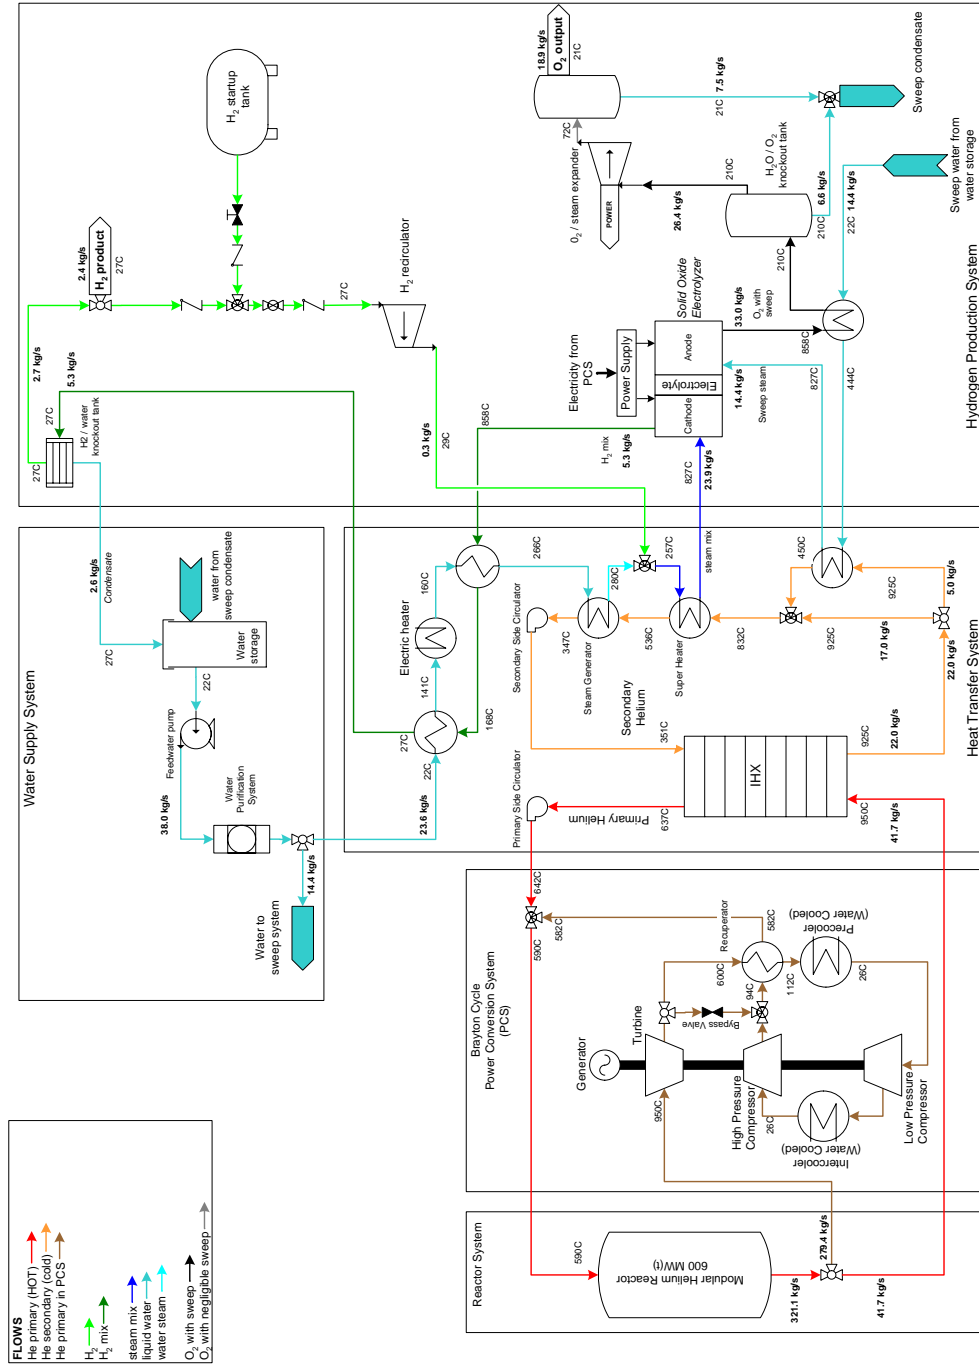 FLOWS
He primary (HOT)
He secondary (cold)
He primary in PCS
H2
H2 mix
steam mix
liquid water
water steam
O2 with sweep
O2 with negligible sweep
Water Supply System
2.6 kg/s
Condensate
27C
water from
sweep condensate
Water
storage
22C
Feedwater pump
38.0 kg/s
Water
Purification
System
14.4 kg/s
Water to
sweep system
23.6 kg/s
Hydrogen Production System
H2 startup
tank
2.4 kg/s
H2 product
27C
2.7 kg/s
5.3 kg/s
27C
27C
H2 / water
knockout tank
27C
H2 recirculator
0.3 kg/s
29C
858C
H2 mix
5.3 kg/s
Electricity from
PCS
Power Supply
Cathode
Electrolyte
Anode
Solid Oxide
Electrolyzer
827C
23.9 kg/s
steam mix
14.4 kg/s
Sweep steam
827C
33.0 kg/s
O2 with
sweep
858C
444C
210C
H2O / O2
knockout tank
210C
210C
6.6 kg/s
14.4 kg/s
22C
26.4 kg/s
POWER
O2 / steam expander
72C
18.9 kg/s
O2 output
21C
21C
7.5 kg/s
Sweep condensate
Sweep water from
water storage
Heat Transfer System
22C
27C
168C
141C
Electric heater
160C
266C
280C
257C
Steam Generator
347C
536C
Super Heater
832C
Secondary Side Circulator
Secondary
Helium
450C
925C
925C
5.0 kg/s
17.0 kg/s
22.0 kg/s
351C
925C
22.0 kg/s
IHX
Primary Side Circulator
Primary Helium
637C
950C
41.7 kg/s
Brayton Cycle
Power Conversion System
(PCS)
642C
590C
582C
582C
Recuperator
600C
94C
112C
Precooler
(Water Cooled)
26C
Bypass Valve
Turbine
Generator
950C
High Pressure
Compressor
26C
Intercooler
(Water Cooled)
Low Pressure
Compressor
Reactor System
590C
Modular Helium Reactor
600 MW(t)
321.1 kg/s
279.4 kg/s
41.7 kg/s